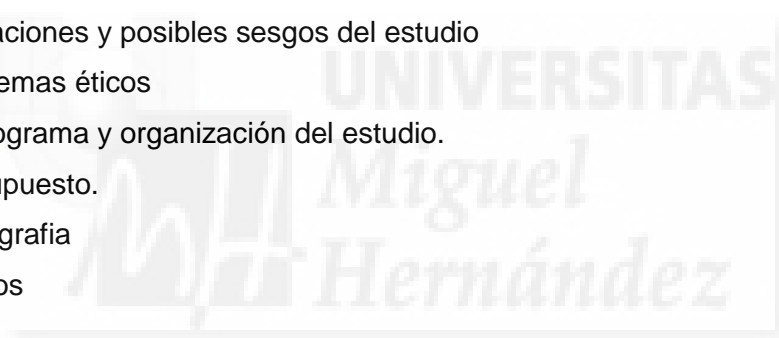 aciones y posibles sesgos del estudio
emas éticos
ograma y organización del estudio.
upuesto.
grafia
os
UNIVERSITAS
Miguel
Hernández